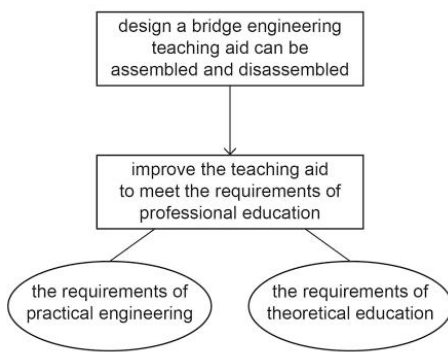 design a bridge engineering
teaching aid can be
assembled and disassembled
improve the teaching aid
to meet the requirements of
professional education
the requirements of
practical engineering
the requirements of
theoretical education